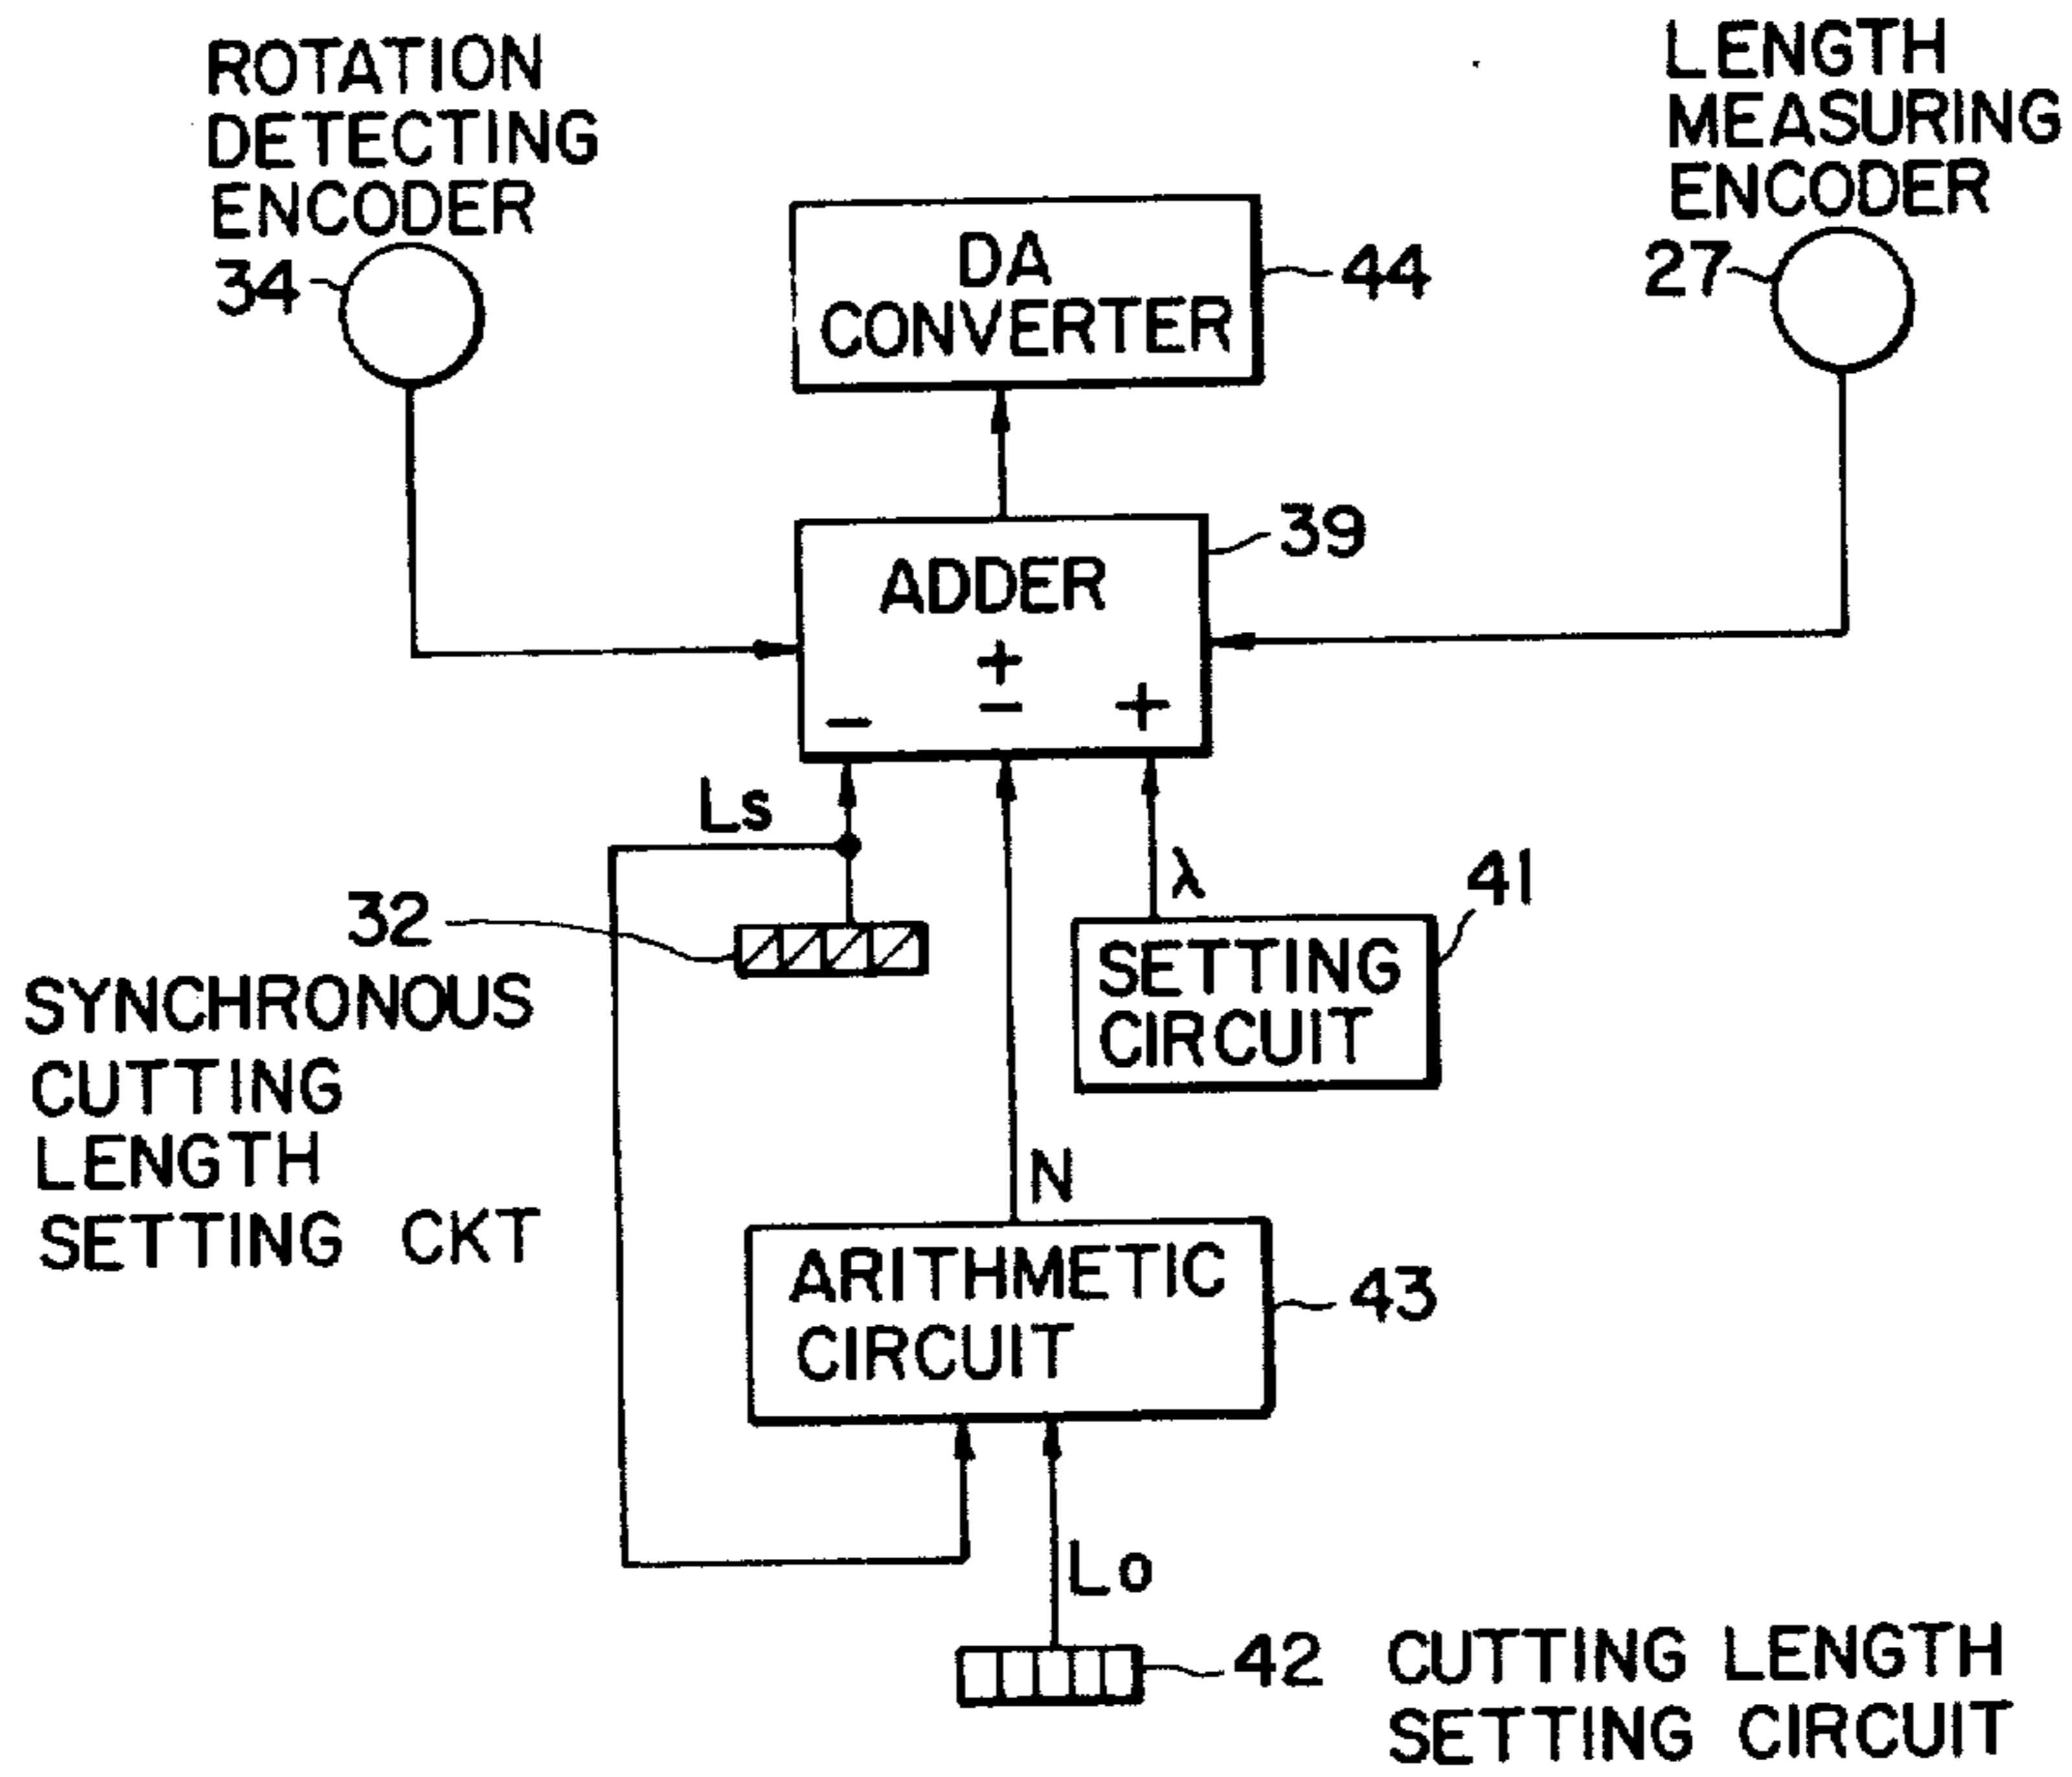 ROTATION
DETECTING
ENCODER
34
LENGTH
MEASURING
ENCODER
27
DA
CONVERTER
44
ADDER
39
+
−
−
+
Ls
λ
32
SYNCHRONOUS
CUTTING
LENGTH
SETTING CKT
SETTING
CIRCUIT
41
N
ARITHMETIC
CIRCUIT
43
Lo
42
CUTTING LENGTH
SETTING CIRCUIT